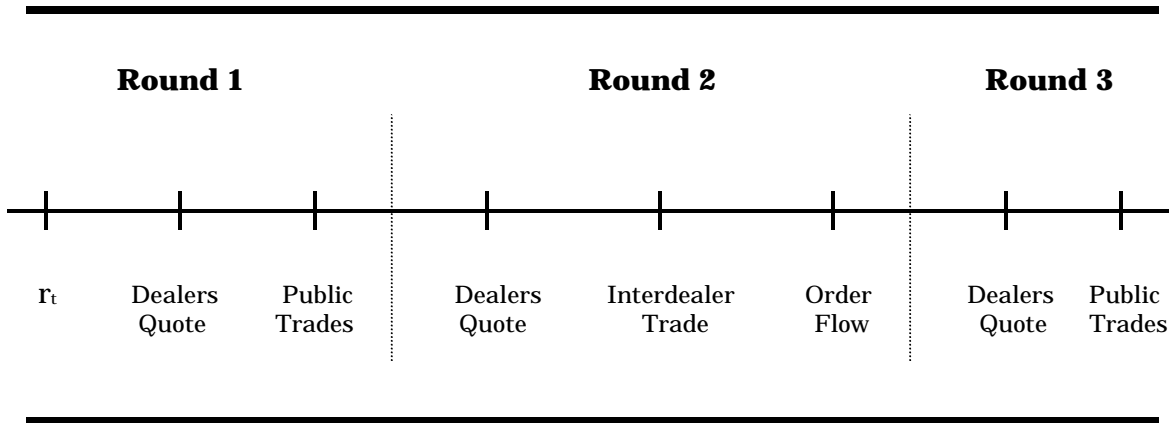 Round 1 Round 2 Round 3
rt Dealers Public Dealers Interdealer Order Dealers Public
Quote Trades Quote Trade Flow Quote Trades